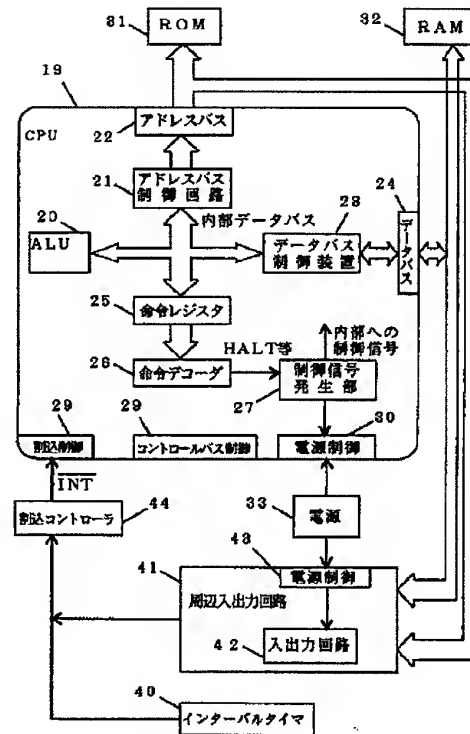 31
ROM
32
RAM
19
CPU
アドレスバス
22
アドレスバス
制御回路
21
24
内部データバス
20
ALU
28
データバス
制御装置
データバス
25
命令レジスタ
内部への
制御信号
HALT等
26
命令デコーダ
制御信号
発生部
27
29
割込制御
29
コントロールバス制御
30
電源制御
INT
44
割込コントローラ
33
電源
43
41
電源制御
周辺入出力回路
42
入出力回路
40
インターバルタイマ